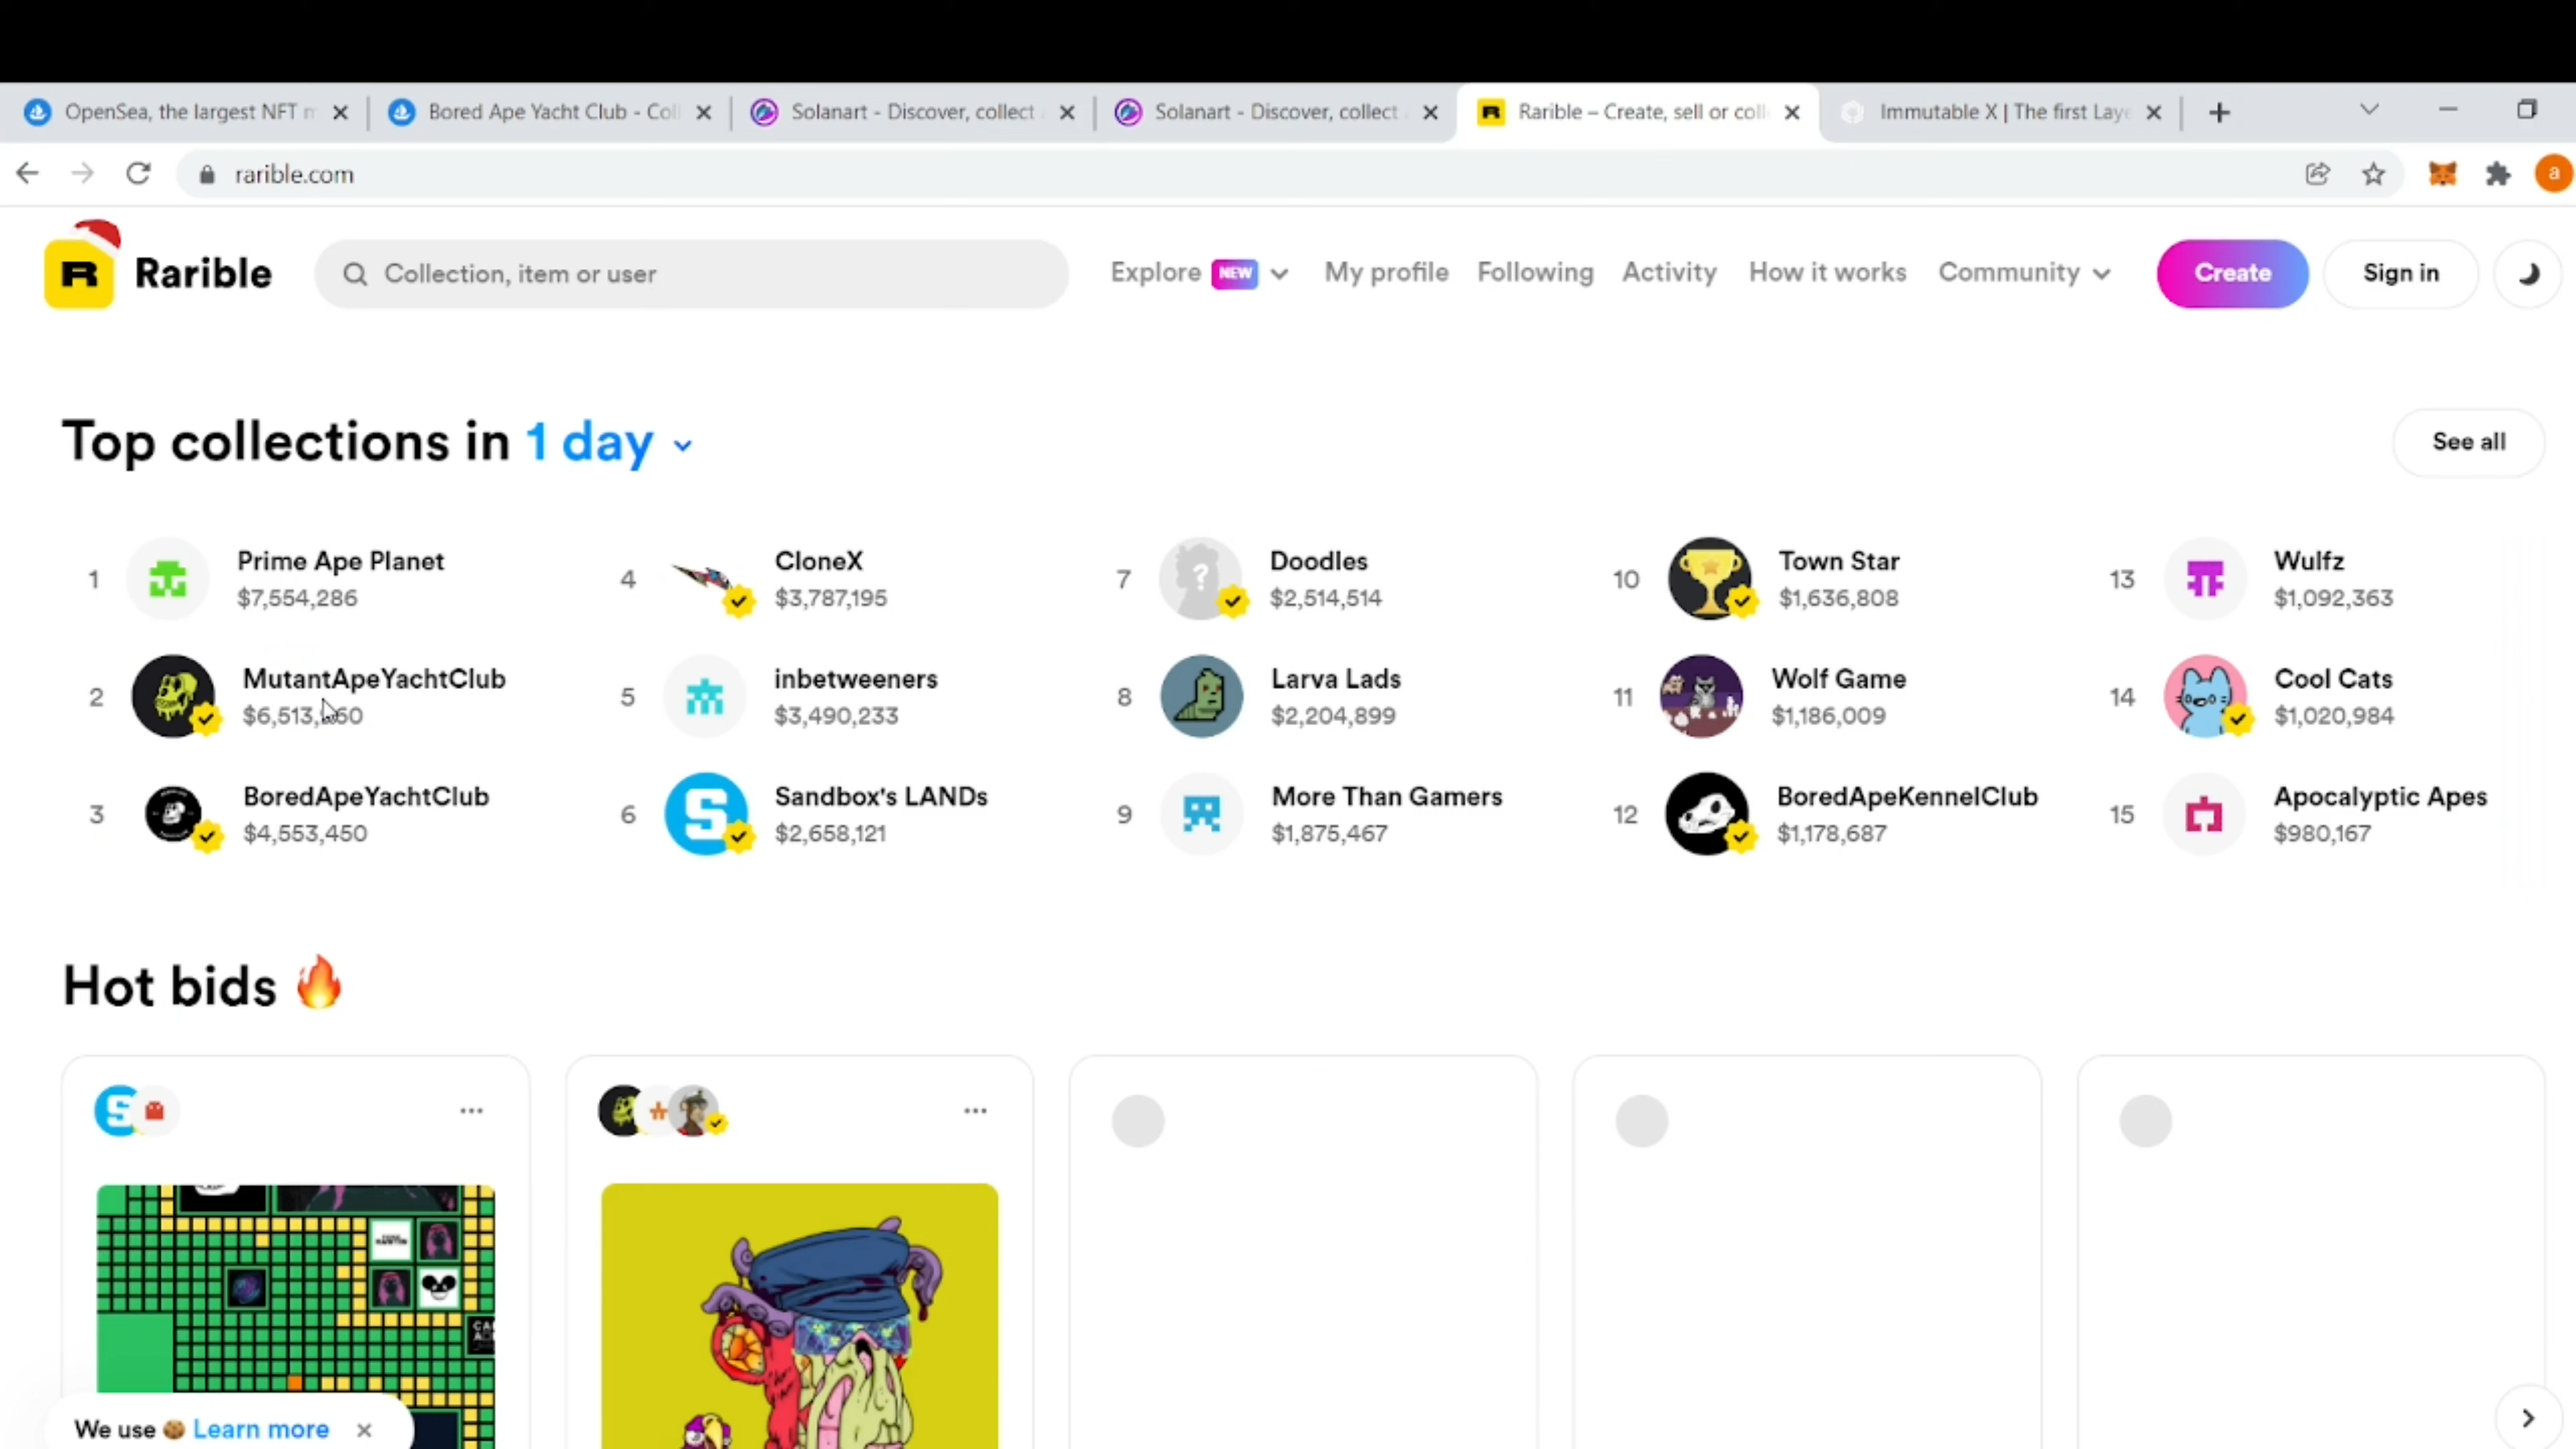 OpenSea, the largest NFT m
Bored Ape Yacht Club - Coll
Solanart - Discover, collect
Solanart - Discover, collect
Rarible – Create, sell or coll
Immutable X | The first Laye
rarible.com
a
R
Rarible
Collection, item or user
Explore NEW
My profile
Following
Activity
How it works
Community
Create
Sign in
Top collections in 1 day
See all
1
Prime Ape Planet
$7,554,286
2
MutantApeYachtClub
3
BoredApeYachtClub
$4,553,450
4
CloneX
$3,787,195
5
inbetweeners
$3,490,233
6
Sandbox's LANDs
$2,658,121
7
Doodles
$2,514,514
8
Larva Lads
$2,204,899
9
More Than Gamers
$1,875,467
10
Town Star
$1,636,808
11
Wolf Game
$1,186,009
12
BoredApeKennelClub
$1,178,687
13
Wulfz
$1,092,363
14
Cool Cats
$1,020,984
15
Apocalyptic Apes
$980,167
Hot bids
We use Learn more